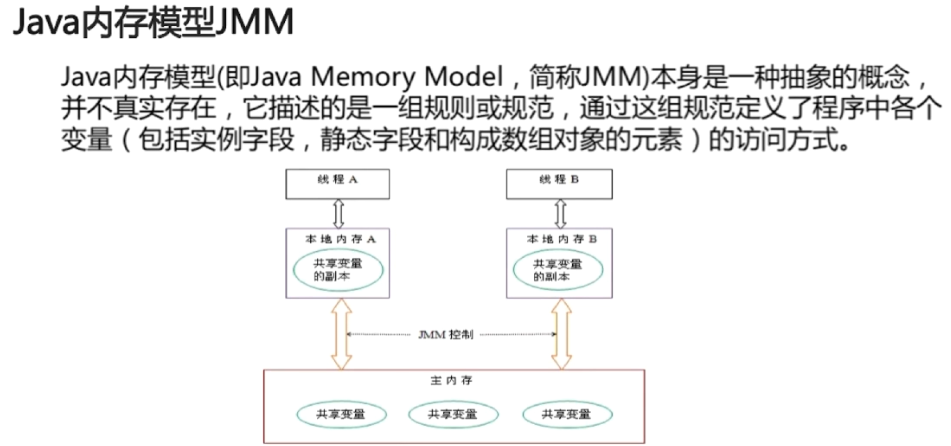 Java内存模型JMM
Java内存模型(即Java Memory Model，简称JMM)本身是一种抽象的概念，
并不真实存在，它描述的是一组规则或规范，通过这组规范定义了程序中各个
变量（包括实例字段，静态字段和构成数组对象的元素）的访问方式。
线程 A
线程 B
本地内存 A
本地内存 B
共享变量
的副本
共享变量
的副本
JMM 控制
主内存
共享变量
共享变量
共享变量